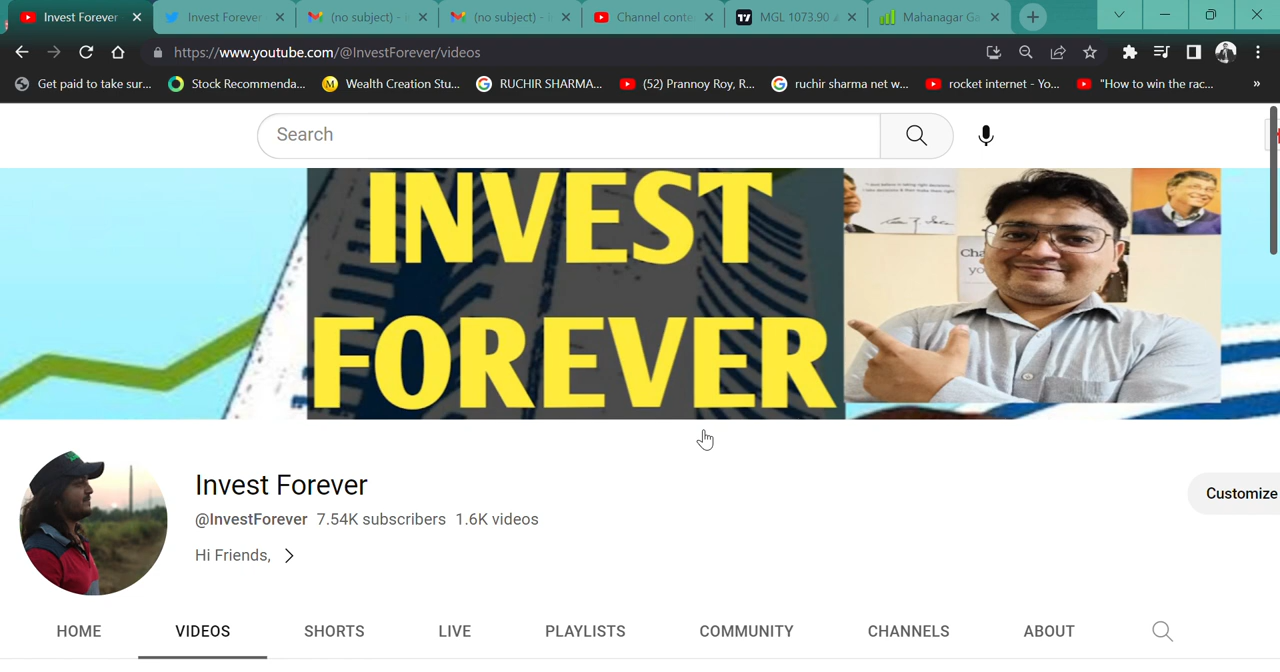 Invest Forever
Invest Forever
(no subject) -
(no subject) -
Channel conte
MGL 1073.90
Mahanagar Ga
https://www.youtube.com/@InvestForever/videos
Get paid to take sur...
Stock Recommenda...
Wealth Creation Stu...
RUCHIR SHARMA...
(52) Prannoy Roy, R...
ruchir sharma net w...
rocket internet - Yo...
"How to win the rac...
»
Search
INVEST
FOREVER
Invest Forever
@InvestForever 7.54K subscribers 1.6K videos
Hi Friends,
Customize
HOME
VIDEOS
SHORTS
LIVE
PLAYLISTS
COMMUNITY
CHANNELS
ABOUT